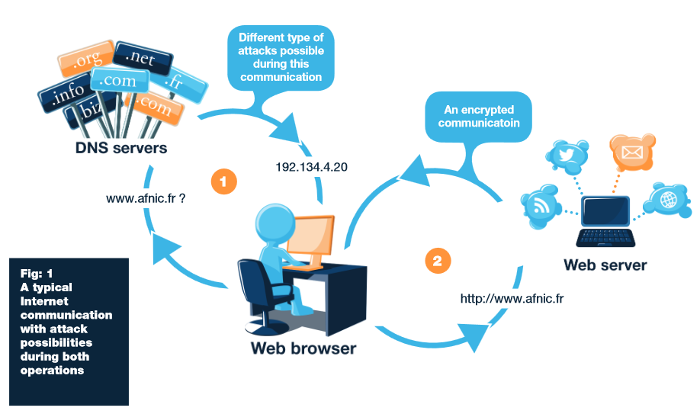 .org
.net
.com
.fr
.info
.biz
.com
DNS servers
Different type of
attacks possible
during this
communication
1
192.134.4.20
www.afnic.fr ?
An encrypted
communicatoin
2
Web server
http://www.afnic.fr
Web browser
Fig: 1
A typical
Internet
communication
with attack
possibilities
during both
operations